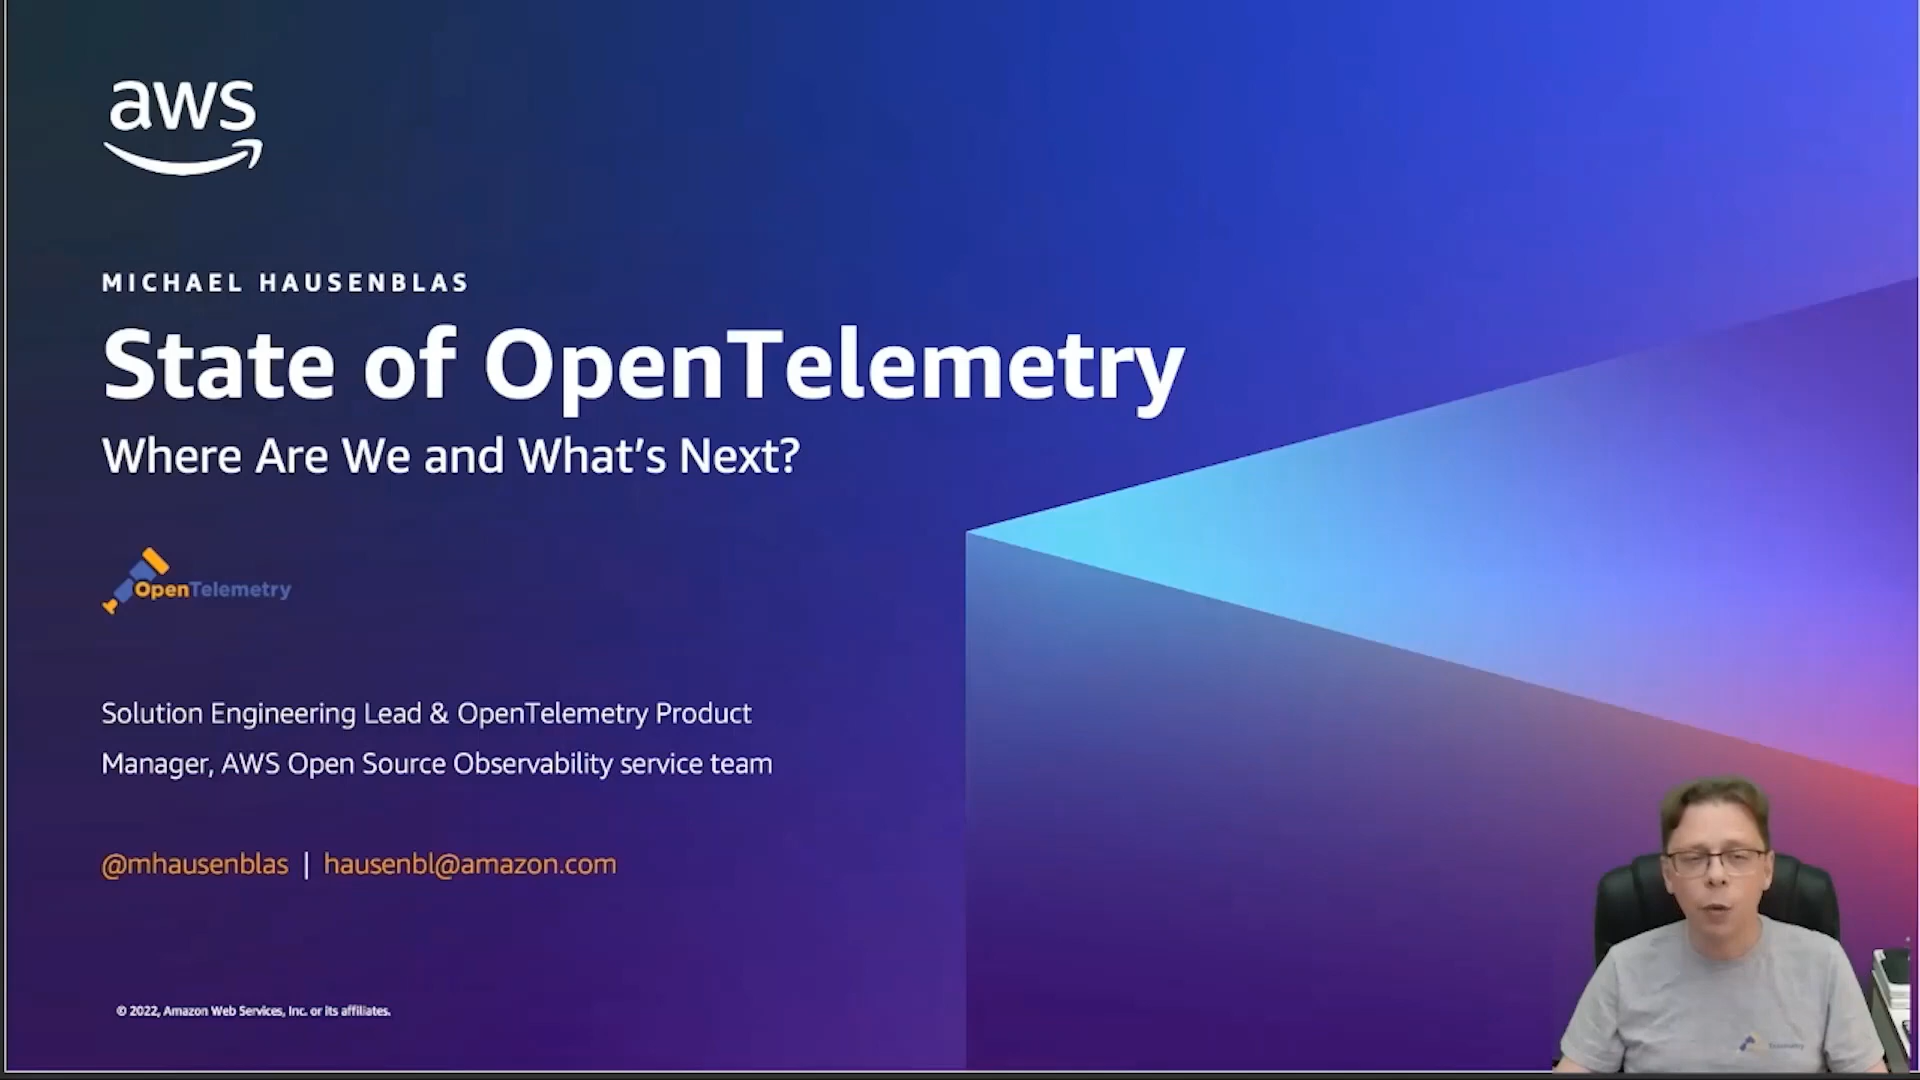 aws
MICHAEL HAUSENBLAS
State of OpenTelemetry
Where Are We and What's Next?
OpenTelemetry
Solution Engineering Lead & OpenTelemetry Product
Manager, AWS Open Source Observability service team
@mhausenblas | hausenbl@amazon.com
© 2022, Amazon Web Services, Inc. or its affiliates.